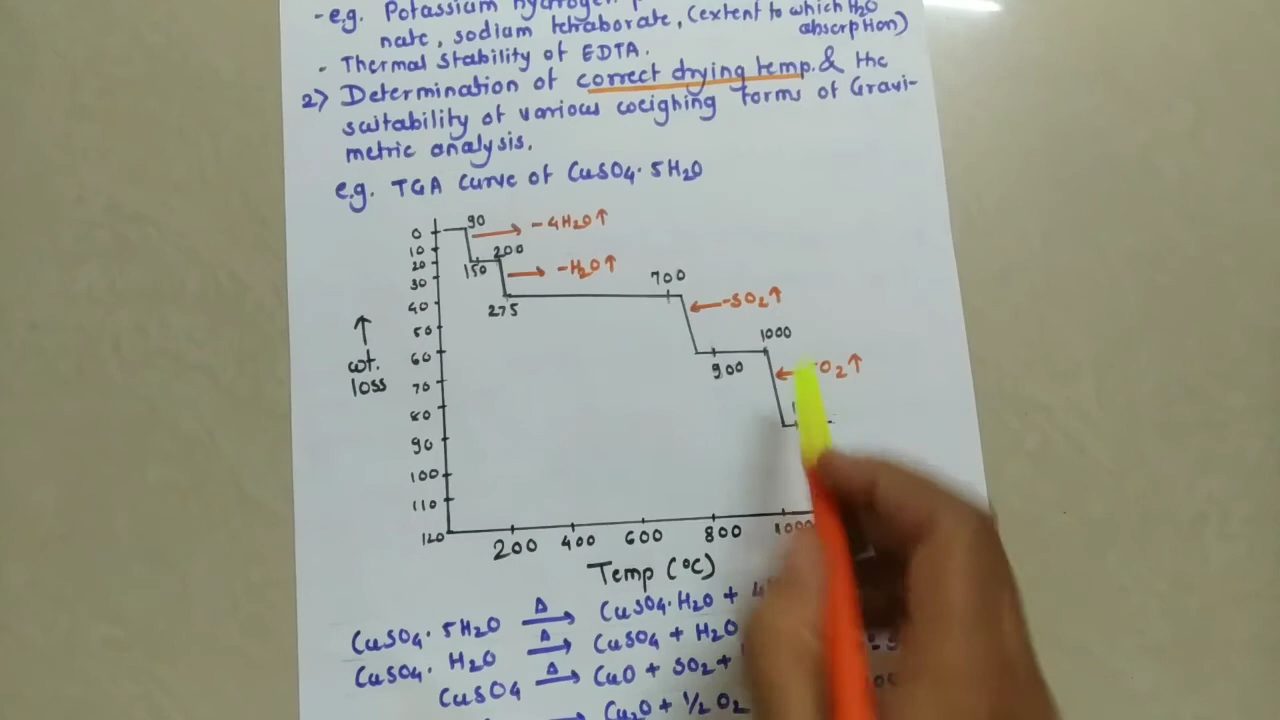 -e.g. Potassium hydrogen
nate, sodium tetraborate, (extent to which H2O
absorption)
- Thermal stability of EDTA.
2) Determination of correct drying temp. & the
suitability of various weighing forms of Gravi-
metric analysis.
e.g. TGA Curve of CuSO4·5H2O
90
-4H2O↑
0
10
20
30
40
50
60
70
80
90
100
110
120
150
200
-H2O↑
275
700
-SO2↑
900
1000
O2↑
↑
wt.
loss
200 400 600 800 1000
Temp (°C)
CuSO4·5H2O Δ→ CuSO4·H2O + 4
CuSO4·H2O Δ→ CuSO4 + H2O
CuSO4 Δ→ CuO + SO2 +
→ Cu2O + 1/2 O2